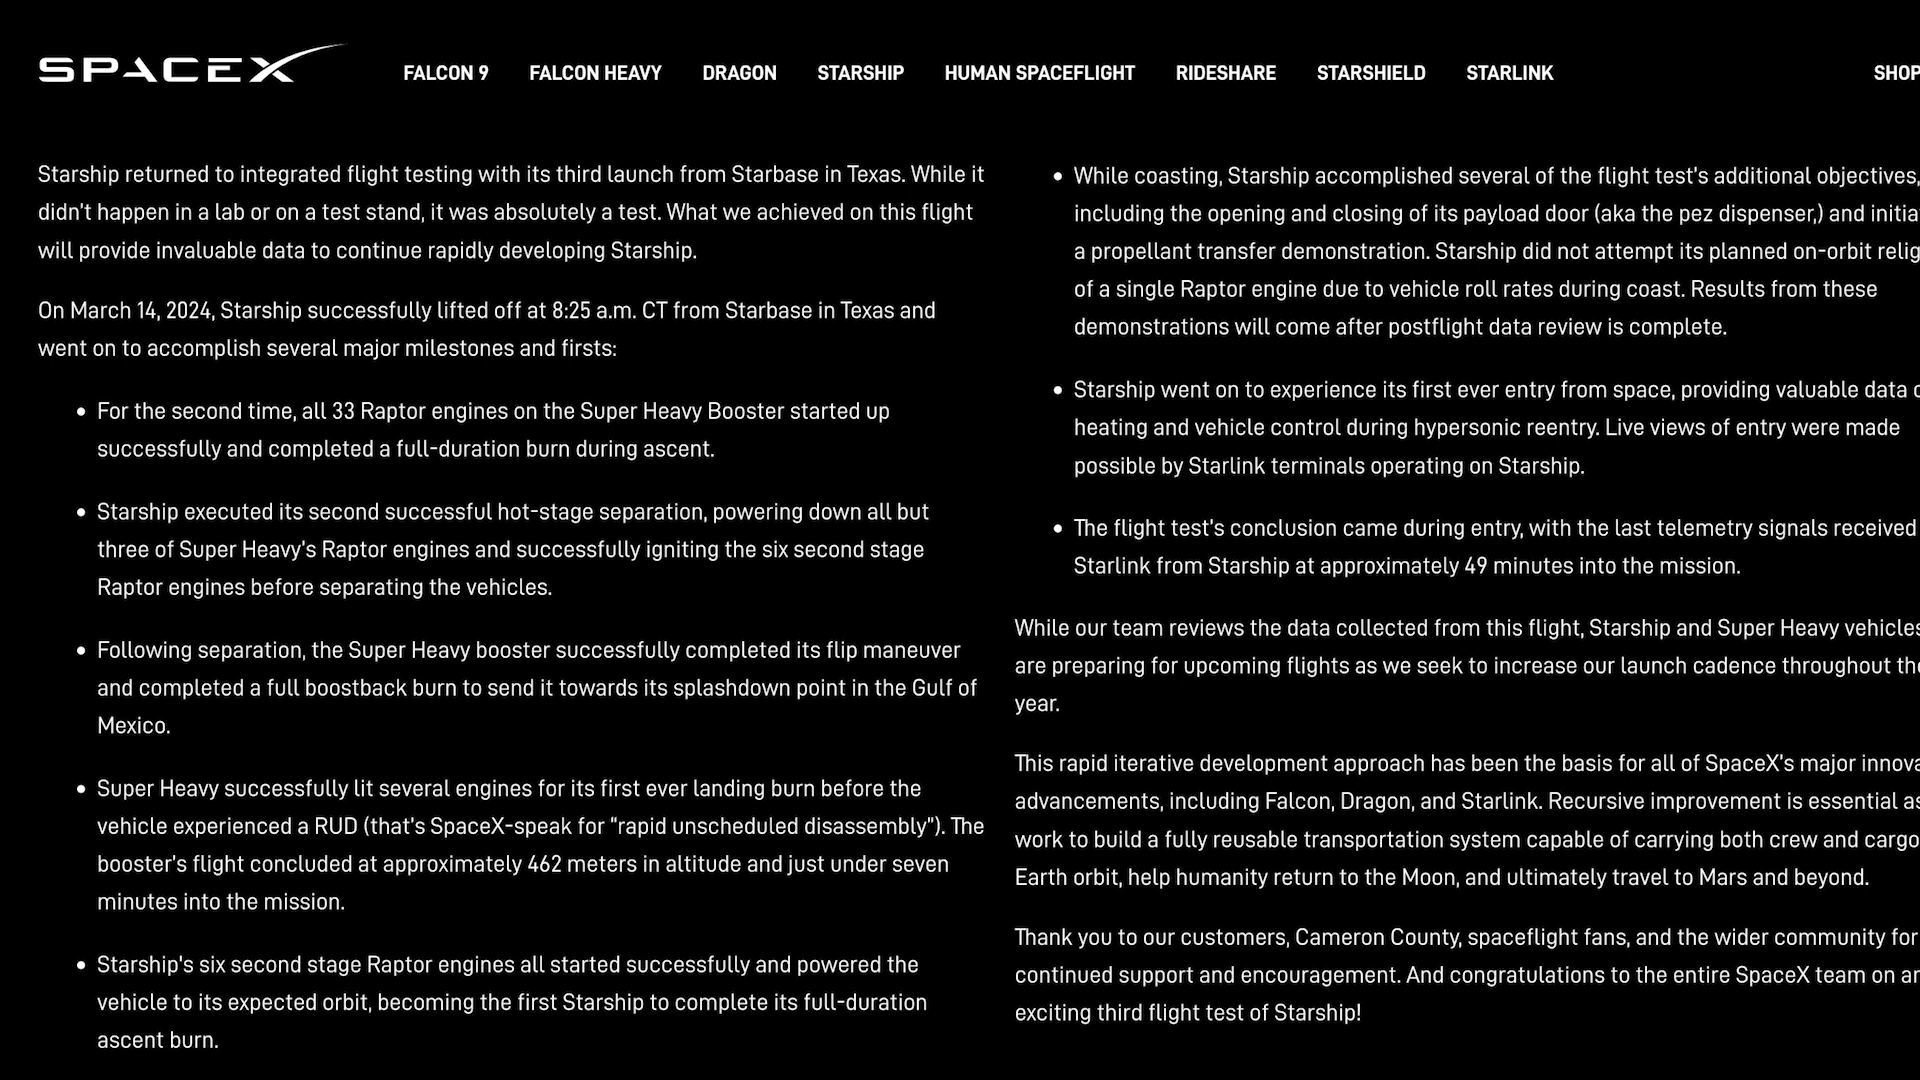 SPACEX
FALCON 9 FALCON HEAVY DRAGON STARSHIP HUMAN SPACEFLIGHT RIDESHARE STARSHIELD STARLINK SHOP
Starship returned to integrated flight testing with its third launch from Starbase in Texas. While it
didn't happen in a lab or on a test stand, it was absolutely a test. What we achieved on this flight
will provide invaluable data to continue rapidly developing Starship.
On March 14, 2024, Starship successfully lifted off at 8:25 a.m. CT from Starbase in Texas and
went on to accomplish several major milestones and firsts:
• For the second time, all 33 Raptor engines on the Super Heavy Booster started up
successfully and completed a full-duration burn during ascent.
• Starship executed its second successful hot-stage separation, powering down all but
three of Super Heavy's Raptor engines and successfully igniting the six second stage
Raptor engines before separating the vehicles.
• Following separation, the Super Heavy booster successfully completed its flip maneuver
and completed a full boostback burn to send it towards its splashdown point in the Gulf of
Mexico.
• Super Heavy successfully lit several engines for its first ever landing burn before the
vehicle experienced a RUD (that's SpaceX-speak for “rapid unscheduled disassembly”). The
booster's flight concluded at approximately 462 meters in altitude and just under seven
minutes into the mission.
• Starship's six second stage Raptor engines all started successfully and powered the
vehicle to its expected orbit, becoming the first Starship to complete its full-duration
ascent burn.
• While coasting, Starship accomplished several of the flight test's additional objectives,
including the opening and closing of its payload door (aka the pez dispenser,) and initia
a propellant transfer demonstration. Starship did not attempt its planned on-orbit relig
of a single Raptor engine due to vehicle roll rates during coast. Results from these
demonstrations will come after postflight data review is complete.
• Starship went on to experience its first ever entry from space, providing valuable data
heating and vehicle control during hypersonic reentry. Live views of entry were made
possible by Starlink terminals operating on Starship.
• The flight test's conclusion came during entry, with the last telemetry signals received
Starlink from Starship at approximately 49 minutes into the mission.
While our team reviews the data collected from this flight, Starship and Super Heavy vehicles
are preparing for upcoming flights as we seek to increase our launch cadence throughout the
year.
This rapid iterative development approach has been the basis for all of SpaceX's major innova
advancements, including Falcon, Dragon, and Starlink. Recursive improvement is essential as
work to build a fully reusable transportation system capable of carrying both crew and cargo
Earth orbit, help humanity return to the Moon, and ultimately travel to Mars and beyond.
Thank you to our customers, Cameron County, spaceflight fans, and the wider community for
continued support and encouragement. And congratulations to the entire SpaceX team on an
exciting third flight test of Starship!